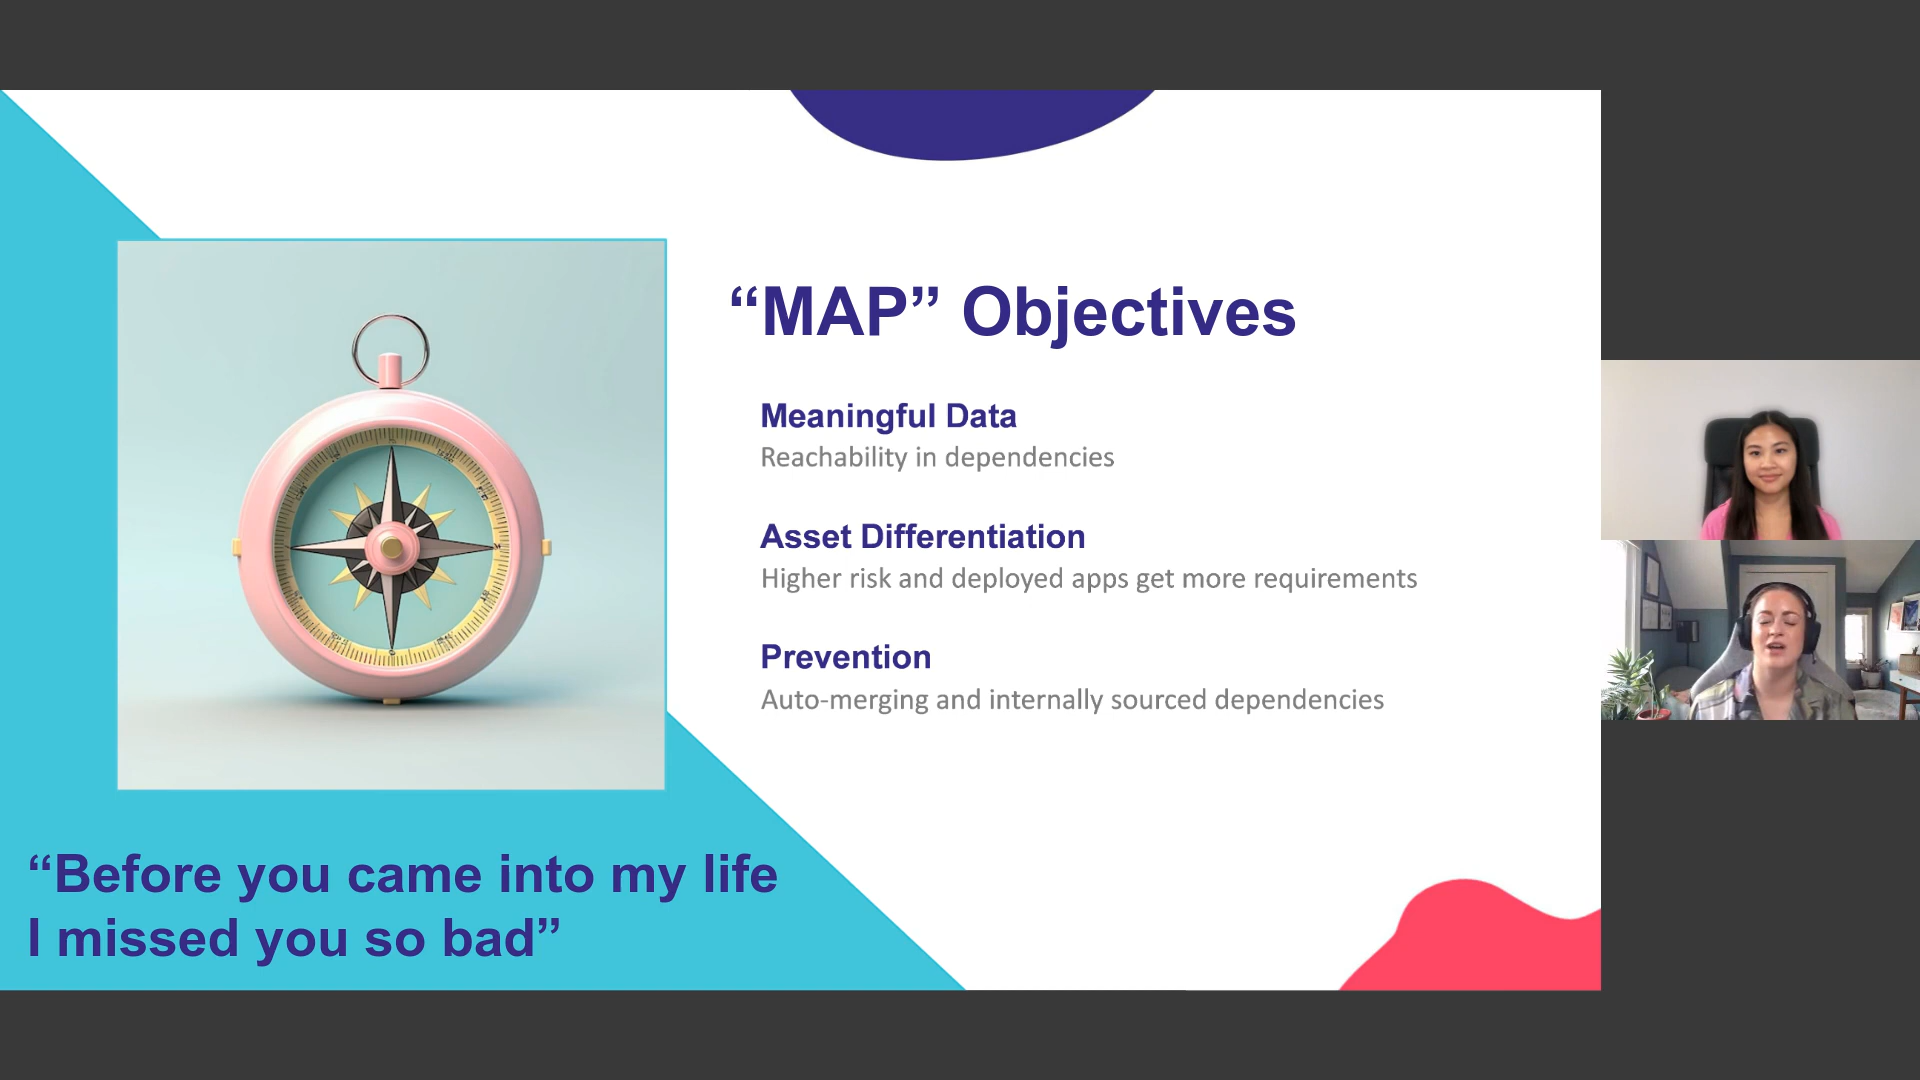 “MAP” Objectives
Meaningful Data
Reachability in dependencies
Asset Differentiation
Higher risk and deployed apps get more requirements
Prevention
Auto-merging and internally sourced dependencies
“Before you came into my life
I missed you so bad”